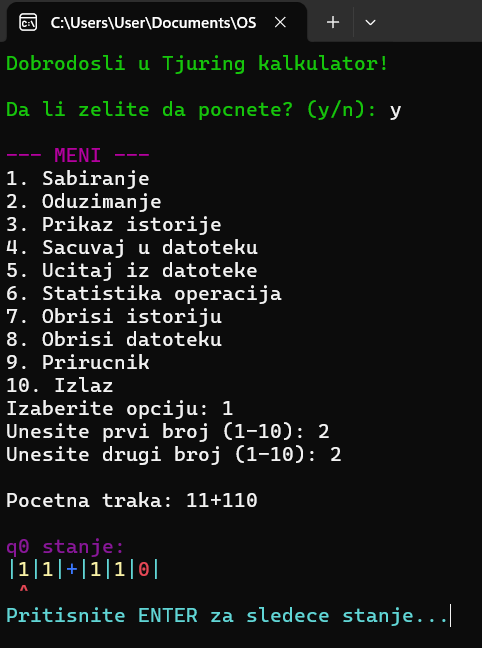 C:\Users\User\Documents\OS
Dobrodosli u Tjuring kalkulator!
Da li zelite da pocnete? (y/n): y
--- MENI ---
1. Sabiranje
2. Oduzimanje
3. Prikaz istorije
4. Sacuvaj u datoteku
5. Ucitaj iz datoteke
6. Statistika operacija
7. Obrisi istoriju
8. Obrisi datoteku
9. Prirucnik
10. Izlaz
Izaberite opciju: 1
Unesite prvi broj (1-10): 2
Unesite drugi broj (1-10): 2
Pocetna traka: 11+110
q0 stanje:
|1|1|+|1|1|0|
^
Pritisnite ENTER za sledece stanje...